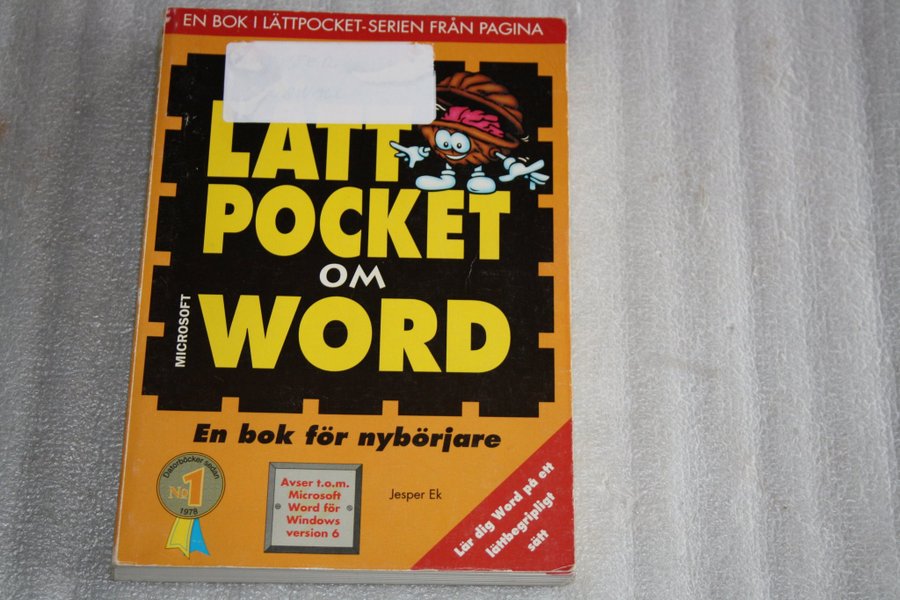 EN BOK I LÄTTPOCKET-SERIEN FRÅN PAGINA
LÄTT
POCKET
OM
WORD
MICROSOFT
En bok för nybörjare
Datorböcker sedan
No 1
1978
Avser t.o.m.
Microsoft
Word för
Windows
version 6
Jesper Ek
Lär dig Word på ett
lättbegripligt
sätt